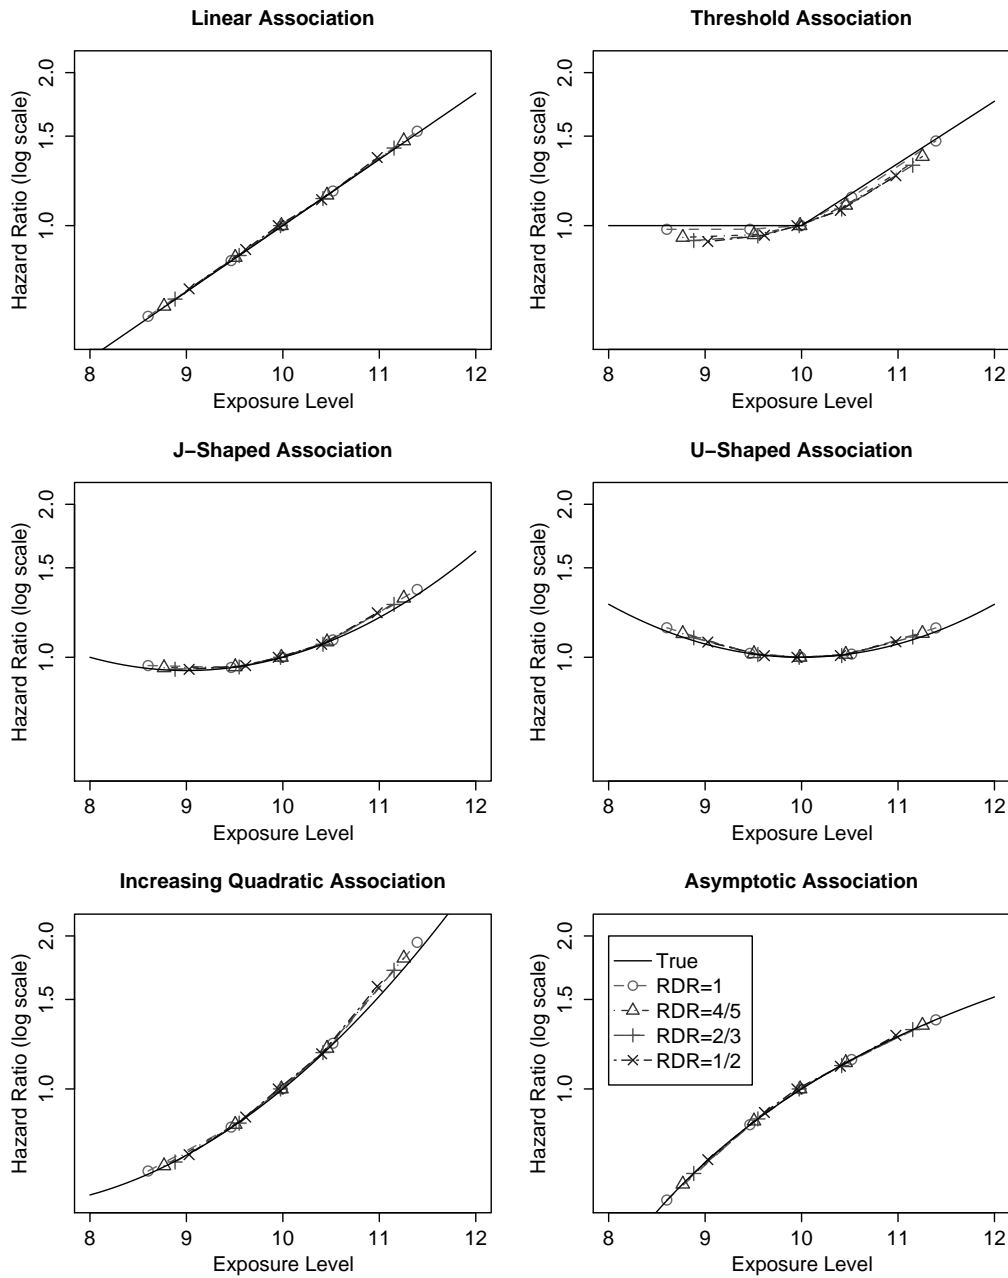 Linear Association
Hazard Ratio (log scale)
2.0
1.5
1.0
8 9 10 11 12
Exposure Level
Threshold Association
Hazard Ratio (log scale)
2.0
1.5
1.0
8 9 10 11 12
Exposure Level
J−Shaped Association
Hazard Ratio (log scale)
2.0
1.5
1.0
8 9 10 11 12
Exposure Level
U−Shaped Association
Hazard Ratio (log scale)
2.0
1.5
1.0
8 9 10 11 12
Exposure Level
Increasing Quadratic Association
Hazard Ratio (log scale)
2.0
1.5
1.0
8 9 10 11 12
Exposure Level
Asymptotic Association
Hazard Ratio (log scale)
2.0
1.5
1.0
True
RDR=1
RDR=4/5
RDR=2/3
RDR=1/2
8 9 10 11 12
Exposure Level